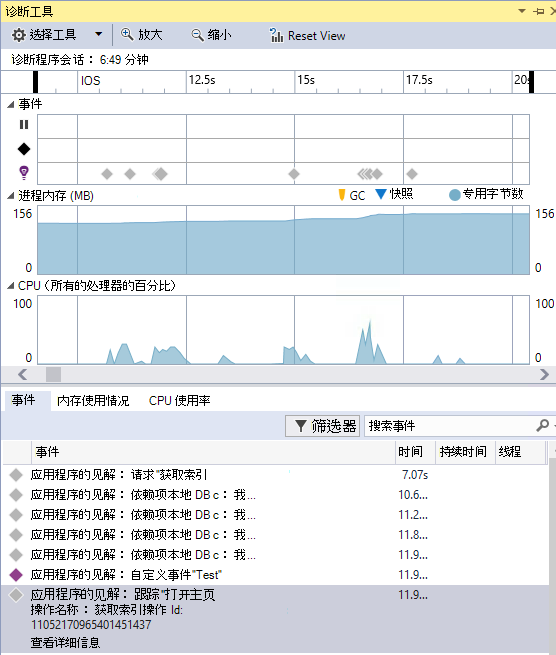 诊断工具
选择工具 放大 缩小 Reset View
诊断程序会话： 6:49 分钟
IOS 12.5s 15s 17.5s 20s
事件
进程内存 (MB) GC 快照 专用字节数
156 156
0 0
CPU（所有的处理器的百分比）
100 100
0 0
事件 内存使用情况 CPU 使用率
筛选器 搜索事件
事件 时间 持续时间 线程
应用程序的见解： 请求"获取索引 7.07s
应用程序的见解： 依赖项本地 DB c： 我... 10.6...
应用程序的见解： 依赖项本地 DB c： 我... 11.2...
应用程序的见解： 依赖项本地 DB c： 我... 11.8...
应用程序的见解： 依赖项本地 DB c： 我... 11.9...
应用程序的见解： 自定义事件"Test" 11.9...
应用程序的见解： 跟踪"打开主页 11.9...
操作名称： 获取索引操作 Id:
11052170965401451437
查看详细信息